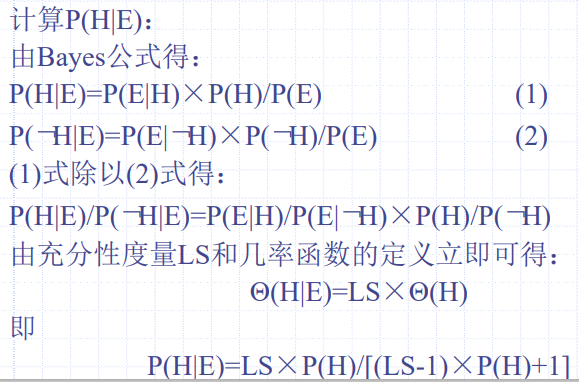 计算P(H|E)：
由Bayes公式得：
P(H|E)=P(E|H)×P(H)/P(E) (1)
P(¬H|E)=P(E|¬H)×P(¬H)/P(E) (2)
(1)式除以(2)式得：
P(H|E)/P(¬H|E)=P(E|H)/P(E|¬H)×P(H)/P(¬H)
由充分性度量LS和几率函数的定义立即可得：
Θ(H|E)=LS×Θ(H)
即
P(H|E)=LS×P(H)/[(LS-1)×P(H)+1]